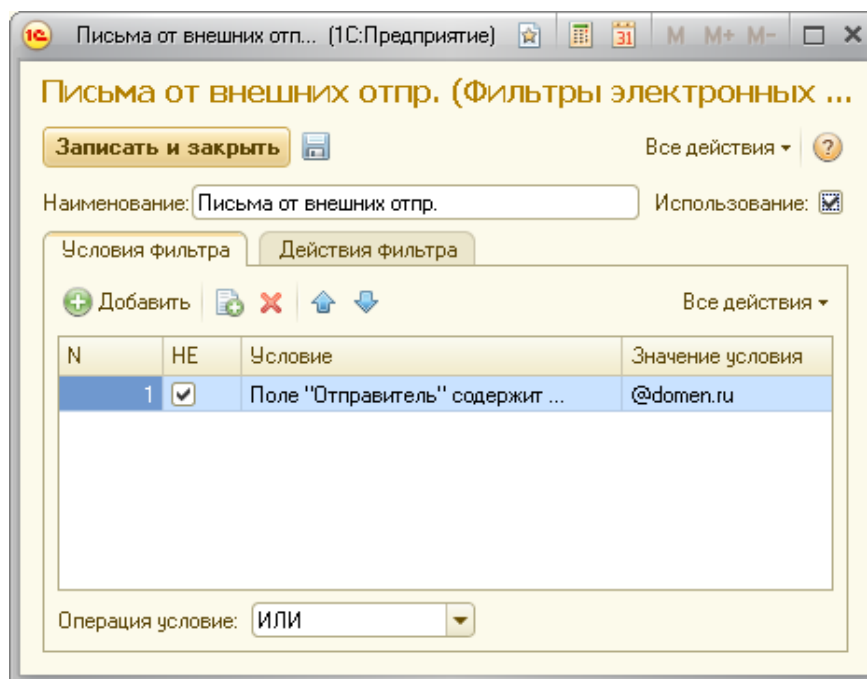 Письма от внешних отп... (1С:Предприятие) 31 M M+ M-
Письма от внешних отпр. (Фильтры электронных ...
Записать и закрыть Все действия ?
Наименование: Письма от внешних отпр. Использование:
Условия фильтра Действия фильтра
Добавить Все действия
N НЕ Условие Значение условия
1 Поле "Отправитель" содержит ... @domen.ru
Операция условие: ИЛИ